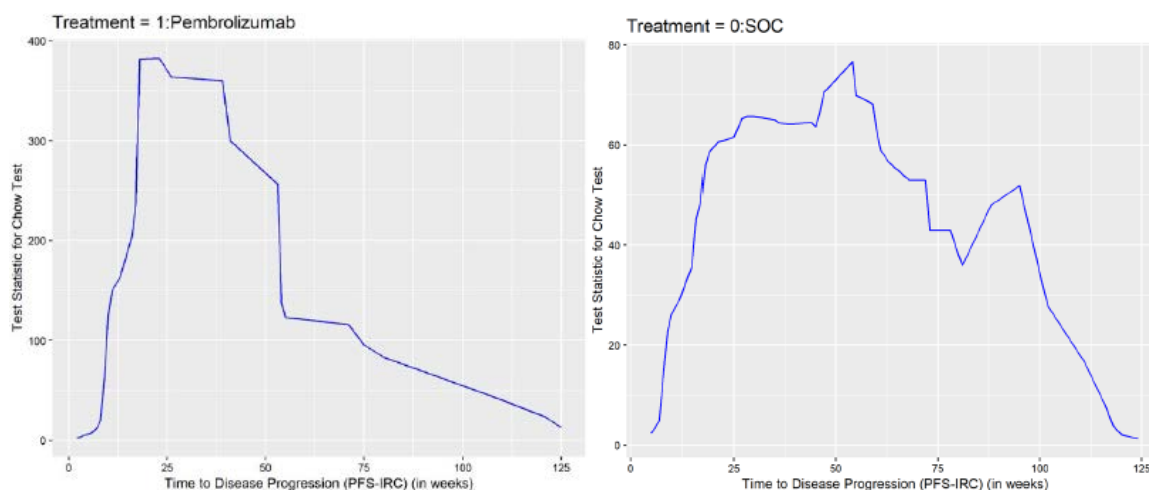 Treatment = 1:Pembrolizumab
400
300
200
100
0
Test Statistic for Chow Test
0 25 50 75 100 125
Time to Disease Progression (PFS-IRC) (in weeks)
Treatment = 0:SOC
80
60
40
20
0
Test Statistic for Chow Test
0 25 50 75 100 125
Time to Disease Progression (PFS-IRC) (in weeks)